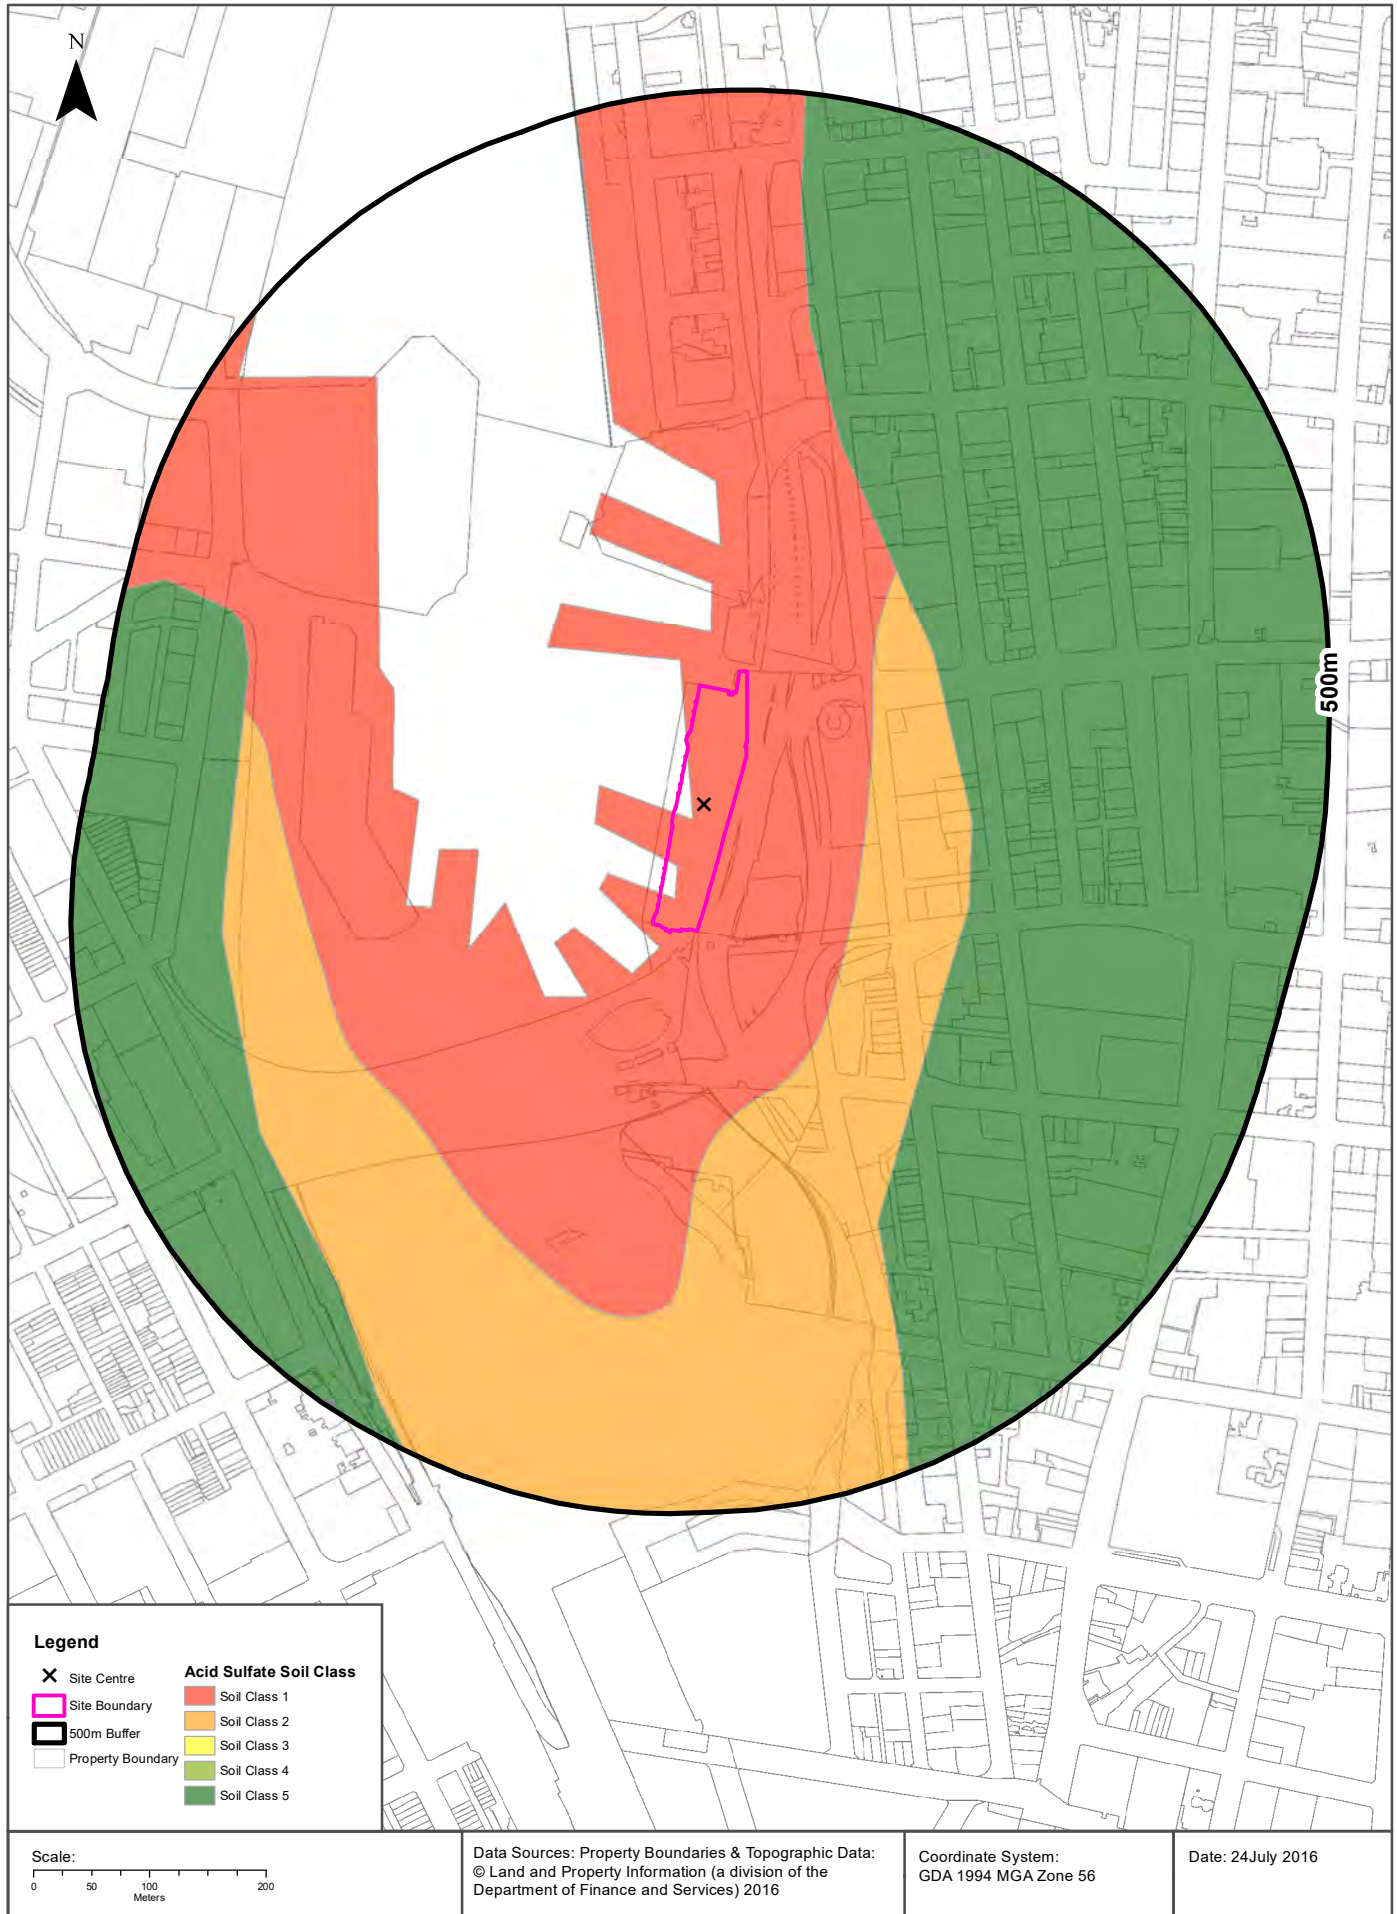 N
500m
Legend
Site Centre
Site Boundary
500m Buffer
Property Boundary
Acid Sulfate Soil Class
Soil Class 1
Soil Class 2
Soil Class 3
Soil Class 4
Soil Class 5
Scale:
0 50 100 200
Meters
Data Sources: Property Boundaries & Topographic Data:
© Land and Property Information (a division of the
Department of Finance and Services) 2016
Coordinate System:
GDA 1994 MGA Zone 56
Date: 24July 2016